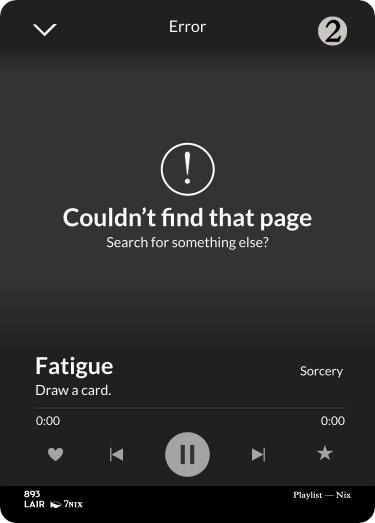 Error
2
Couldn't find that page
Search for something else?
Fatigue
Sorcery
Draw a card.
0:00
0:00
893
Playlist — Nix
LAIR 7NIX